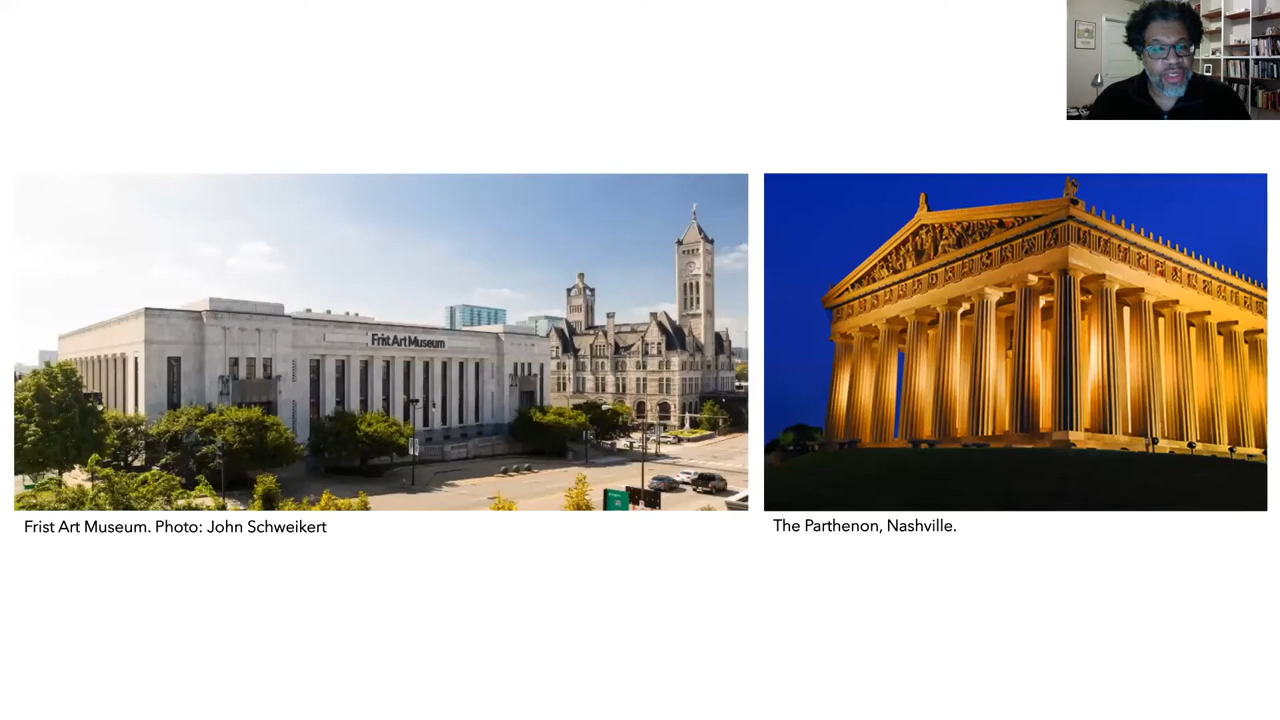 Frist Art Museum
Frist Art Museum. Photo: John Schweikert
The Parthenon, Nashville.